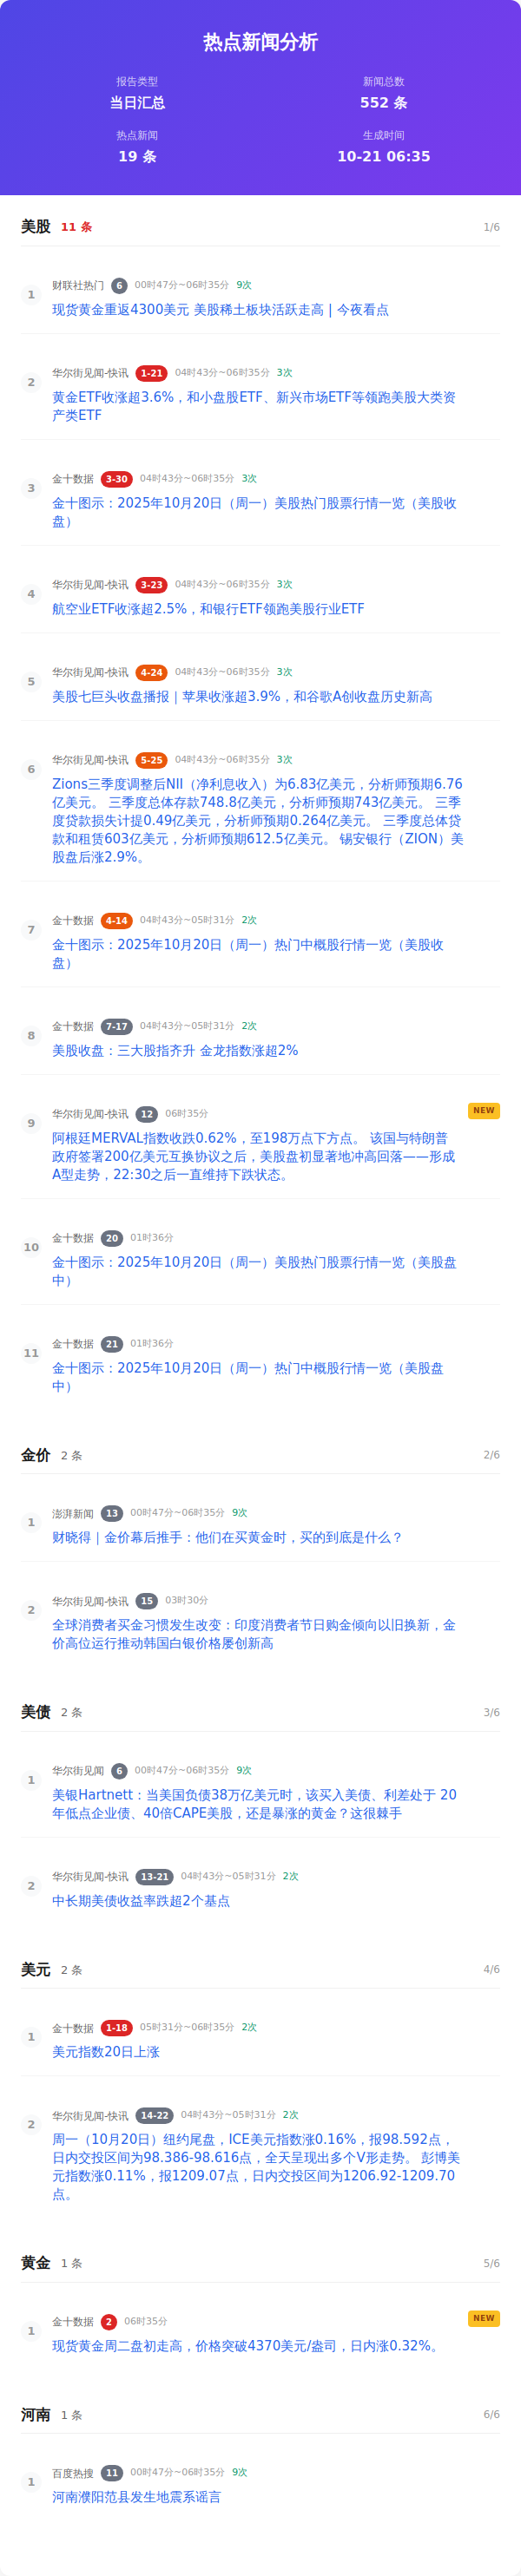 热点新闻分析
报告类型
新闻总数
当日汇总
552 条
热点新闻
生成时间
19 条
10-21 06:35
美股 11 条 1/6
1 财联社热门 6 00时47分~06时35分 9次
现货黄金重返4300美元 美股稀土板块活跃走高 | 今夜看点
2 华尔街见闻-快讯 1-21 04时43分~06时35分 3次
黄金ETF收涨超3.6%，和小盘股ETF、新兴市场ETF等领跑美股大类资
产类ETF
3 金十数据 3-30 04时43分~06时35分 3次
金十图示：2025年10月20日（周一）美股热门股票行情一览（美股收
盘）
4 华尔街见闻-快讯 3-23 04时43分~06时35分 3次
航空业ETF收涨超2.5%，和银行ETF领跑美股行业ETF
5 华尔街见闻-快讯 4-24 04时43分~06时35分 3次
美股七巨头收盘播报｜苹果收涨超3.9%，和谷歌A创收盘历史新高
6 华尔街见闻-快讯 5-25 04时43分~06时35分 3次
Zions三季度调整后NII（净利息收入）为6.83亿美元，分析师预期6.76
亿美元。 三季度总体存款748.8亿美元，分析师预期743亿美元。 三季
度贷款损失计提0.49亿美元，分析师预期0.264亿美元。 三季度总体贷
款和租赁603亿美元，分析师预期612.5亿美元。 锡安银行（ZION）美
股盘后涨2.9%。
7 金十数据 4-14 04时43分~05时31分 2次
金十图示：2025年10月20日（周一）热门中概股行情一览（美股收
盘）
8 金十数据 7-17 04时43分~05时31分 2次
美股收盘：三大股指齐升 金龙指数涨超2%
9 华尔街见闻-快讯 12 06时35分 NEW
阿根廷MERVAL指数收跌0.62%，至198万点下方点。 该国与特朗普
政府签署200亿美元互换协议之后，美股盘初显著地冲高回落——形成
A型走势，22:30之后一直维持下跌状态。
10 金十数据 20 01时36分
金十图示：2025年10月20日（周一）美股热门股票行情一览（美股盘
中）
11 金十数据 21 01时36分
金十图示：2025年10月20日（周一）热门中概股行情一览（美股盘
中）
金价 2 条 2/6
1 澎湃新闻 13 00时47分~06时35分 9次
财晓得｜金价幕后推手：他们在买黄金时，买的到底是什么？
2 华尔街见闻-快讯 15 03时30分
全球消费者买金习惯发生改变：印度消费者节日购金倾向以旧换新，金
价高位运行推动韩国白银价格屡创新高
美债 2 条 3/6
1 华尔街见闻 6 00时47分~06时35分 9次
美银Hartnett：当美国负债38万亿美元时，该买入美债、利差处于 20
年低点企业债、40倍CAPE美股，还是暴涨的黄金？这很棘手
2 华尔街见闻-快讯 13-21 04时43分~05时31分 2次
中长期美债收益率跌超2个基点
美元 2 条 4/6
1 金十数据 1-18 05时31分~06时35分 2次
美元指数20日上涨
2 华尔街见闻-快讯 14-22 04时43分~05时31分 2次
周一（10月20日）纽约尾盘，ICE美元指数涨0.16%，报98.592点，
日内交投区间为98.386-98.616点，全天呈现出多个V形走势。 彭博美
元指数涨0.11%，报1209.07点，日内交投区间为1206.92-1209.70
点。
黄金 1 条 5/6
1 金十数据 2 06时35分 NEW
现货黄金周二盘初走高，价格突破4370美元/盎司，日内涨0.32%。
河南 1 条 6/6
1 百度热搜 11 00时47分~06时35分 9次
河南濮阳范县发生地震系谣言